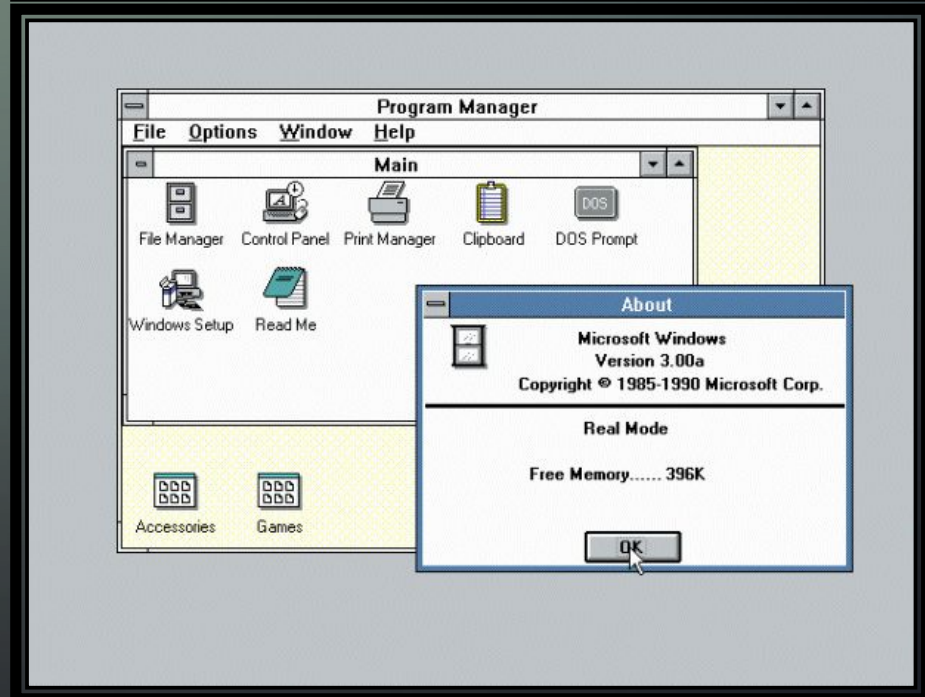 Program Manager
File Options Window Help
Main
File Manager Control Panel Print Manager Clipboard DOS Prompt
DOS
Windows Setup Read Me
About
Microsoft Windows
Version 3.00a
Copyright © 1985-1990 Microsoft Corp.
Real Mode
Free Memory...... 396K
OK
Accessories Games